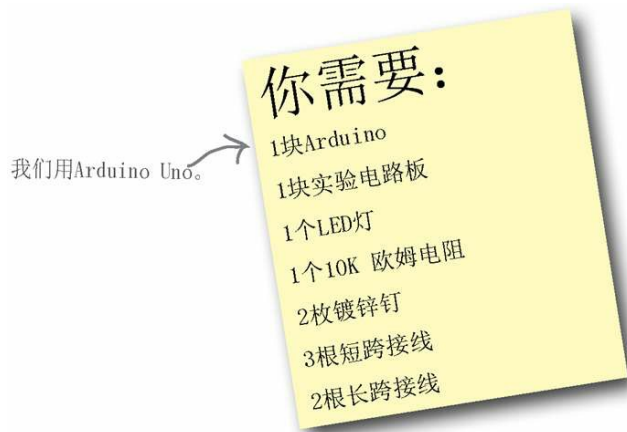 你需要：
我们用Arduino Uno。
1块Arduino
1块实验电路板
1个LED灯
1个10K 欧姆电阻
2枚镀锌钉
3根短跨接线
2根长跨接线